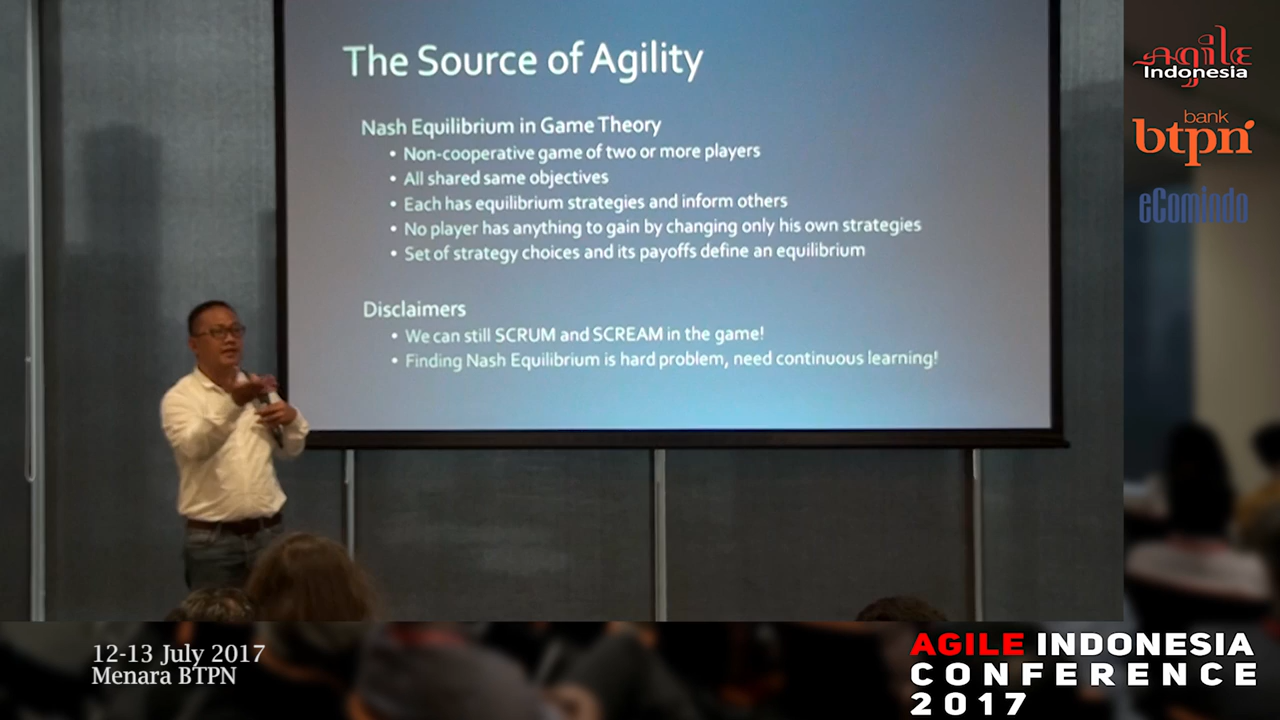 The Source of Agility
Nash Equilibrium in Game Theory
• Non-cooperative game of two or more players
• All shared same objectives
• Each has equilibrium strategies and inform others
• No player has anything to gain by changing only his own strategies
• Set of strategy choices and its payoffs define an equilibrium
Disclaimers
• We can still SCRUM and SCREAM in the game!
• Finding Nash Equilibrium is hard problem, need continuous learning!
agile
Indonesia
bank
btpn
eComindo
12-13 July 2017
Menara BTPN
AGILE INDONESIA
CONFERENCE
2017